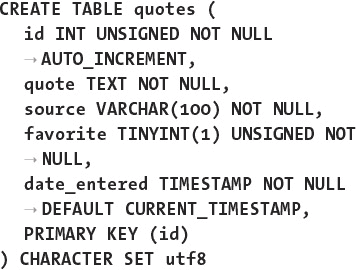 CREATE TABLE quotes (
id INT UNSIGNED NOT NULL
→ AUTO_INCREMENT,
quote TEXT NOT NULL,
source VARCHAR(100) NOT NULL,
favorite TINYINT(1) UNSIGNED NOT
→ NULL,
date_entered TIMESTAMP NOT NULL
→ DEFAULT CURRENT_TIMESTAMP,
PRIMARY KEY (id)
) CHARACTER SET utf8